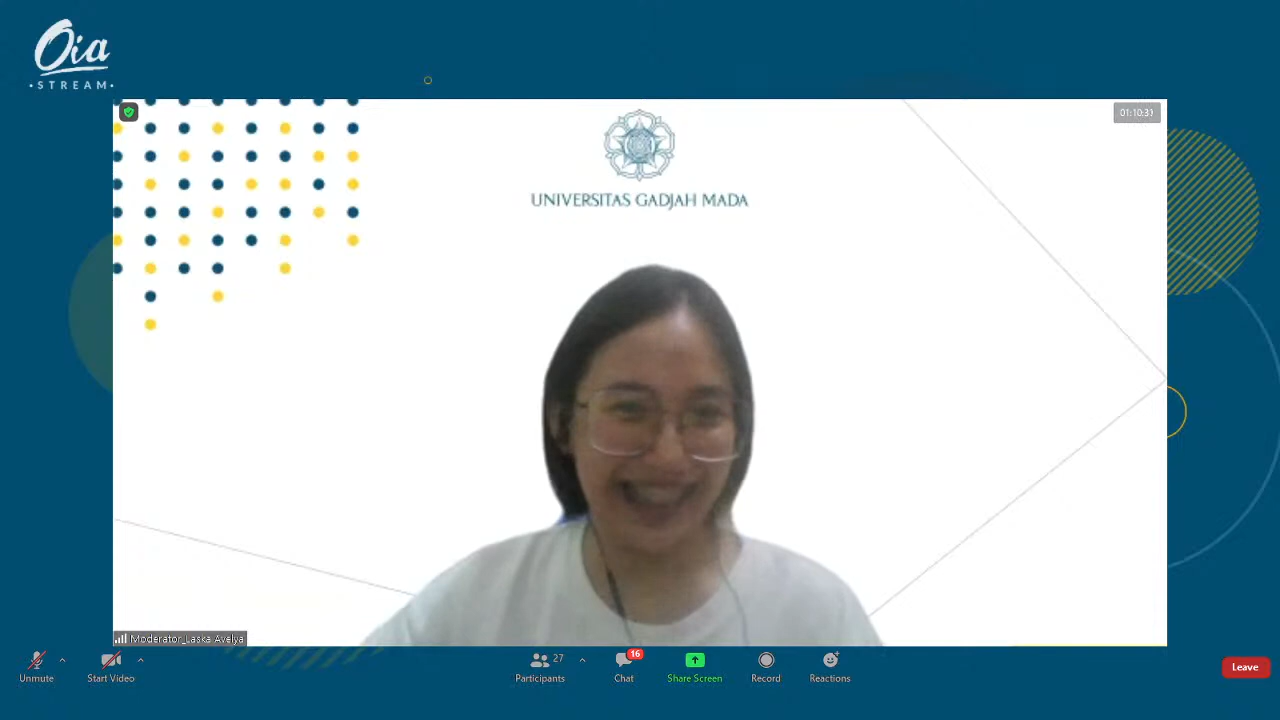 Oia
•STREAM•
01:10:31
UNIVERSITAS GADJAH MADA
Moderator_Laska Avelya
Unmute
Start Video
27
Participants
16
Chat
Share Screen
Record
Reactions
Leave